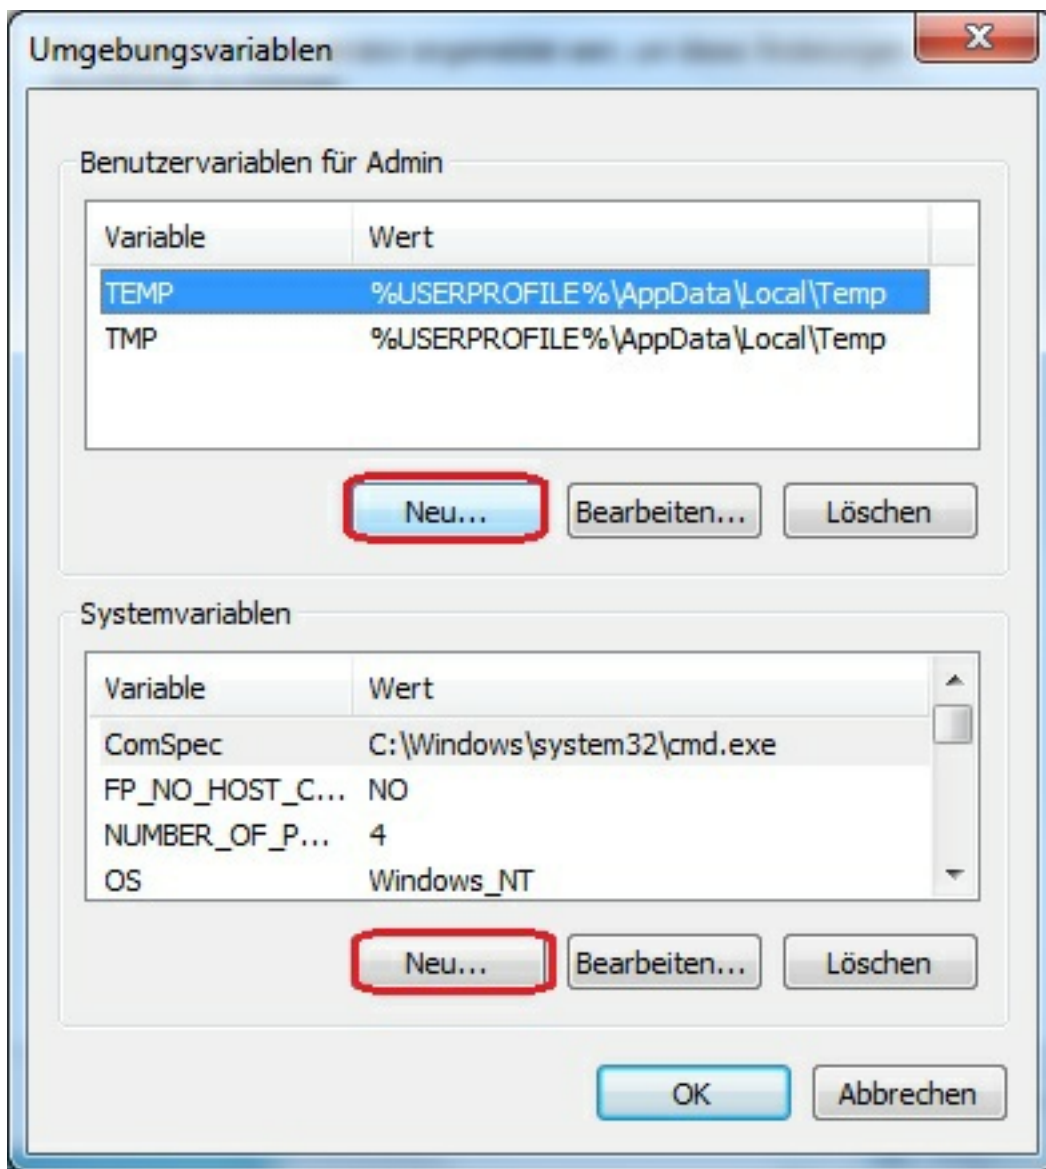 Umgebungsvariablen
Benutzervariablen für Admin
Variable Wert
TEMP %USERPROFILE%\AppData\Local\Temp
TMP %USERPROFILE%\AppData\Local\Temp
Neu... Bearbeiten... Löschen
Systemvariablen
Variable Wert
ComSpec C:\Windows\system32\cmd.exe
FP_NO_HOST_C... NO
NUMBER_OF_P... 4
OS Windows_NT
Neu... Bearbeiten... Löschen
OK Abbrechen